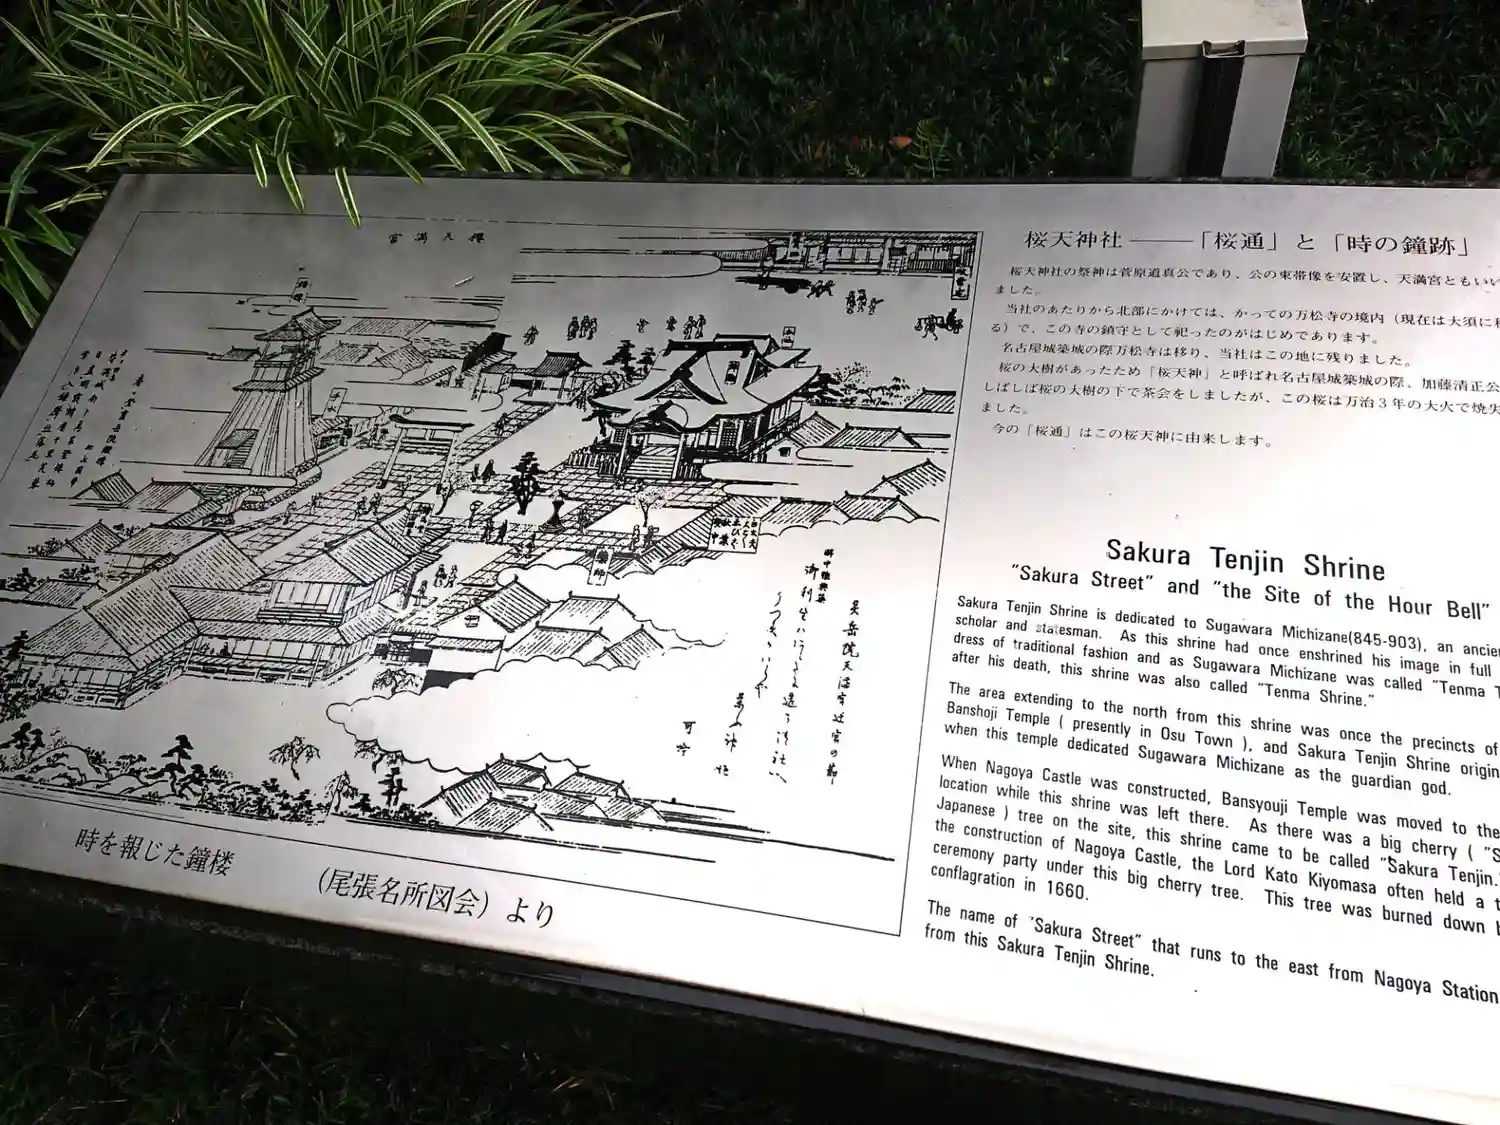 宮満天桜
桜天神社――「桜通」と「時の鐘跡」
桜天神社の祭神は菅原道真公であり、公の束帯像を安置し、天満宮ともいい
ました。
当社のあたりから北部にかけては、かつての万松寺の境内（現在は大須に
る）で、この寺の鎮守として祀ったのがはじめであります。
名古屋城築城の際万松寺は移り、当社はこの地に残りました。
桜の大樹があったため「桜天神」と呼ばれ名古屋城築城の際、加藤清正公
しばしば桜の大樹の下で茶会をしましたが、この桜は万治3年の大火で焼失
ました。
今の「桜通」はこの桜天神に由来します。
Sakura Tenjin Shrine
"Sakura Street" and "the Site of the Hour Bell"
Sakura Tenjin Shrine is dedicated to Sugawara Michizane(845-903), an ancie
scholar and statesman. As this shrine had once enshrined his image in full
dress of traditional fashion and as Sugawara Michizane was called "Tenma T
after his death, this shrine was also called "Tenma Shrine."
The area extending to the north from this shrine was once the precincts of
Banshoji Temple ( presently in Osu Town ), and Sakura Tenjin Shrine origin
when this temple dedicated Sugawara Michizane as the guardian god.
When Nagoya Castle was constructed, Bansyouji Temple was moved to the
location while this shrine was left there. As there was a big cherry ( "S
Japanese ) tree on the site, this shrine came to be called "Sakura Tenjin."
the construction of Nagoya Castle, the Lord Kato Kiyomasa often held a t
ceremony party under this big cherry tree. This tree was burned down b
conflagration in 1660.
The name of "Sakura Street" that runs to the east from Nagoya Station
from this Sakura Tenjin Shrine.
時を報じた鐘楼
(尾張名所図会）より